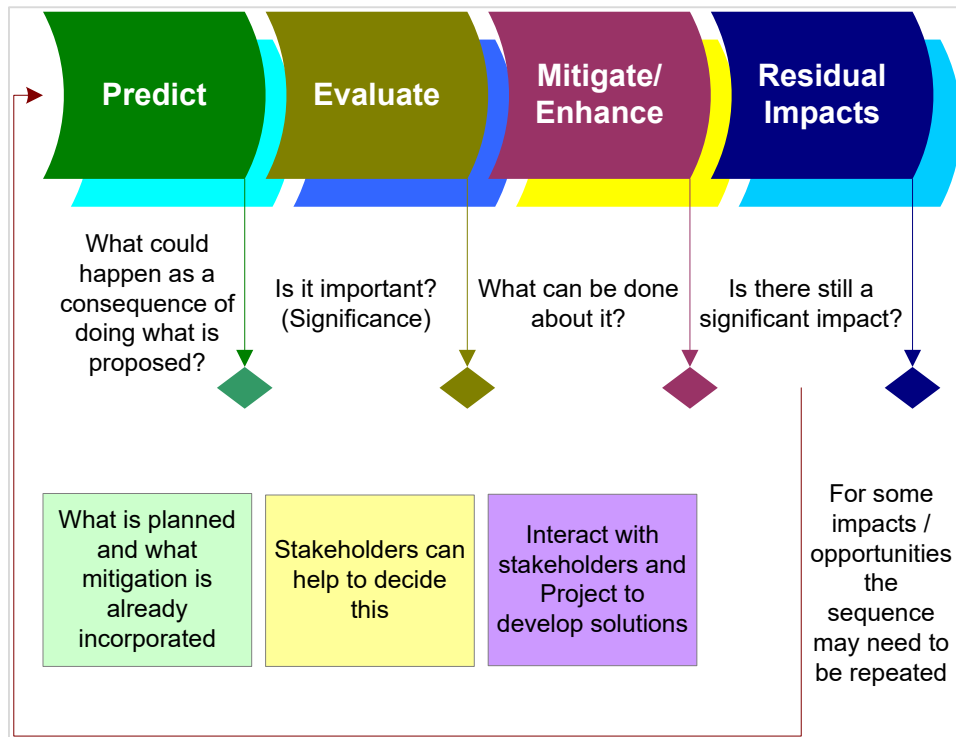 Predict
Evaluate
Mitigate/
Enhance
Residual
Impacts
What could
happen as a
consequence of
doing what is
proposed?
Is it important?
(Significance)
What can be done
about it?
Is there still a
significant impact?
What is planned
and what
mitigation is
already
incorporated
Stakeholders can
help to decide
this
Interact with
stakeholders and
Project to
develop solutions
For some
impacts /
opportunities
the
sequence
may need to
be repeated